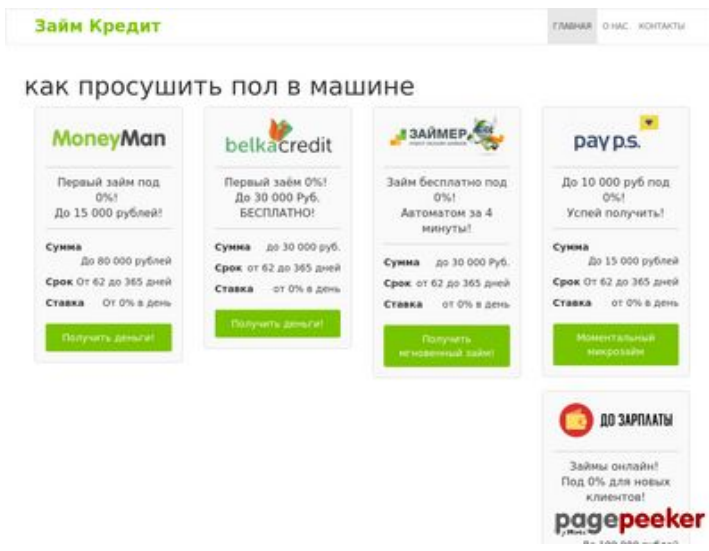 Займ Кредит
ГЛАВНАЯ О НАС КОНТАКТЫ
как просушить пол в машине
MoneyMan
Первый займ под
0%!
До 15 000 рублей!
Сумма
До 80 000 рублей
Срок От 62 до 365 дней
Ставка От 0% в день
Получить деньги!
belkacredit
Первый заём 0%!
До 30 000 Руб.
БЕСПЛАТНО!
Сумма до 30 000 руб.
Срок от 62 до 365 дней
Ставка от 0% в день
Получить деньги!
ЗАЙМЕР
Займ бесплатно под
0%!
Автоматом за 4
минуты!
Сумма до 30 000 Руб.
Срок от 62 до 365 дней
Ставка от 0% в день
Получить
мгновенный займ!
pay p.s.
До 10 000 руб под
0%!
Успей получить!
Сумма
До 15 000 рублей
Срок От 62 до 365 дней
Ставка От 0% в день
Моментальный
микрозайм
ДО ЗАРПЛАТЫ
Займы онлайн!
Под 0% для новых
клиентов!
pagepeeker
До 100 000 рублей